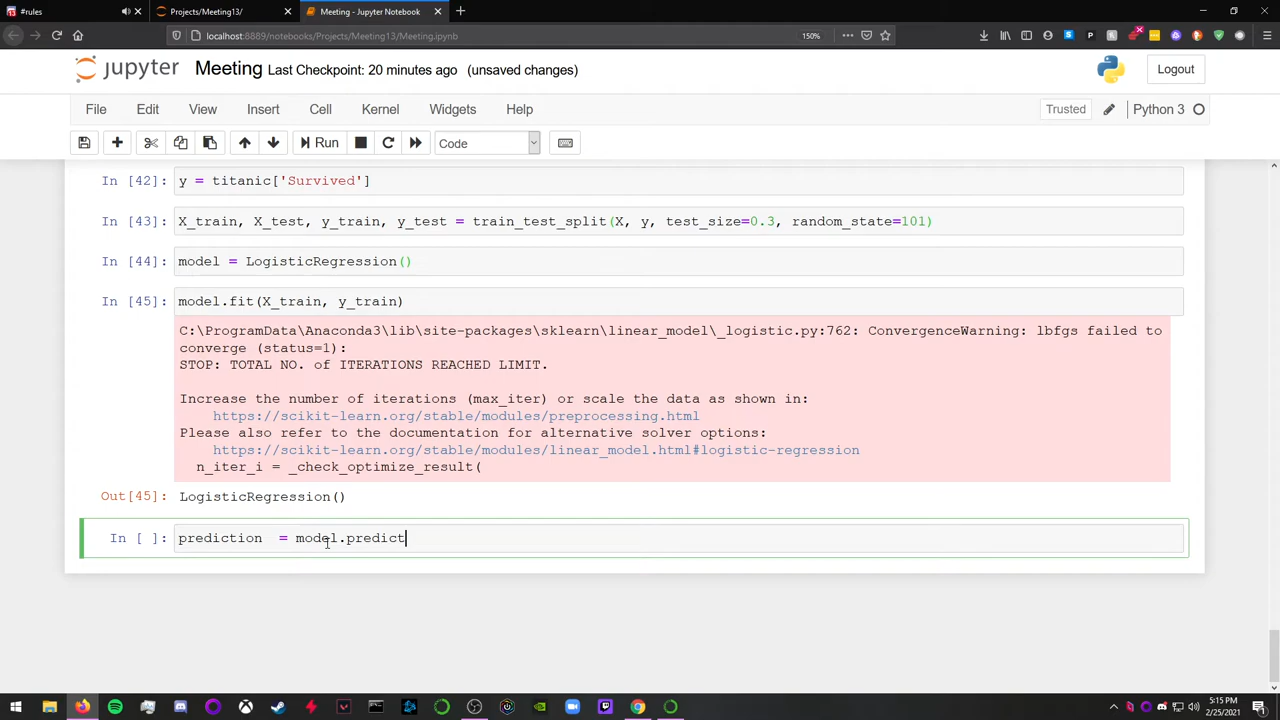 #rules
Projects/Meeting13/
Meeting - Jupyter Notebook
localhost:8889/notebooks/Projects/Meeting13/Meeting.ipynb
150%
jupyter Meeting Last Checkpoint: 20 minutes ago (unsaved changes)
Logout
File Edit View Insert Cell Kernel Widgets Help
Trusted
Python 3
Run
Code
In [42]: y = titanic['Survived']
In [43]: X_train, X_test, y_train, y_test = train_test_split(X, y, test_size=0.3, random_state=101)
In [44]: model = LogisticRegression()
In [45]: model.fit(X_train, y_train)
C:\ProgramData\Anaconda3\lib\site-packages\sklearn\linear_model\_logistic.py:762: ConvergenceWarning: lbfgs failed to
converge (status=1):
STOP: TOTAL NO. of ITERATIONS REACHED LIMIT.
Increase the number of iterations (max_iter) or scale the data as shown in:
https://scikit-learn.org/stable/modules/preprocessing.html
Please also refer to the documentation for alternative solver options:
https://scikit-learn.org/stable/modules/linear_model.html#logistic-regression
n_iter_i = _check_optimize_result(
Out[45]: LogisticRegression()
In [ ]: prediction  = model.predict
5:15 PM
2/25/2021